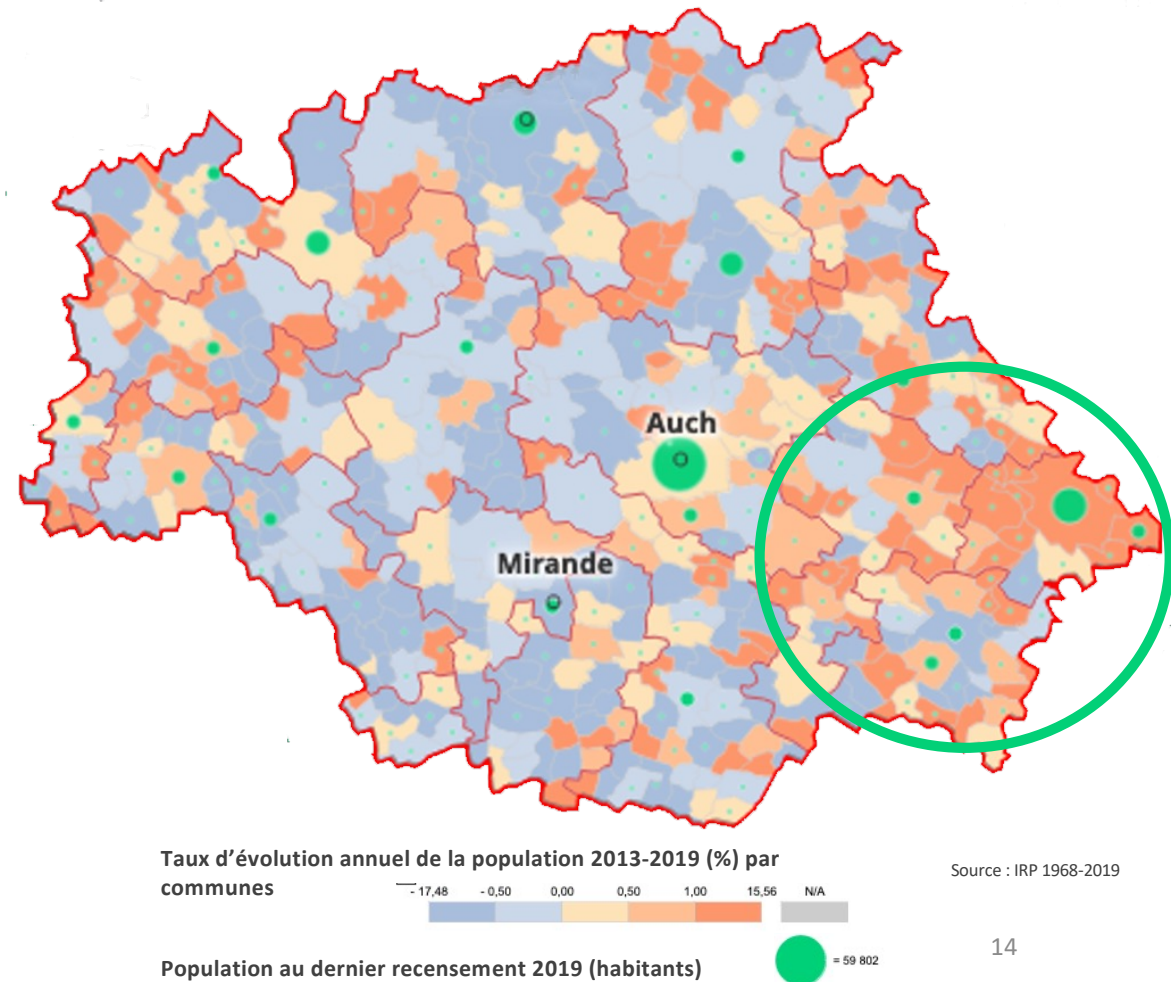 Auch
Mirande
Taux d’évolution annuel de la population 2013-2019 (%) par
communes
Source : IRP 1968-2019
- 17,48 - 0,50 0,00 0,50 1,00 15,56 N/A
14
Population au dernier recensement 2019 (habitants)
= 59 802